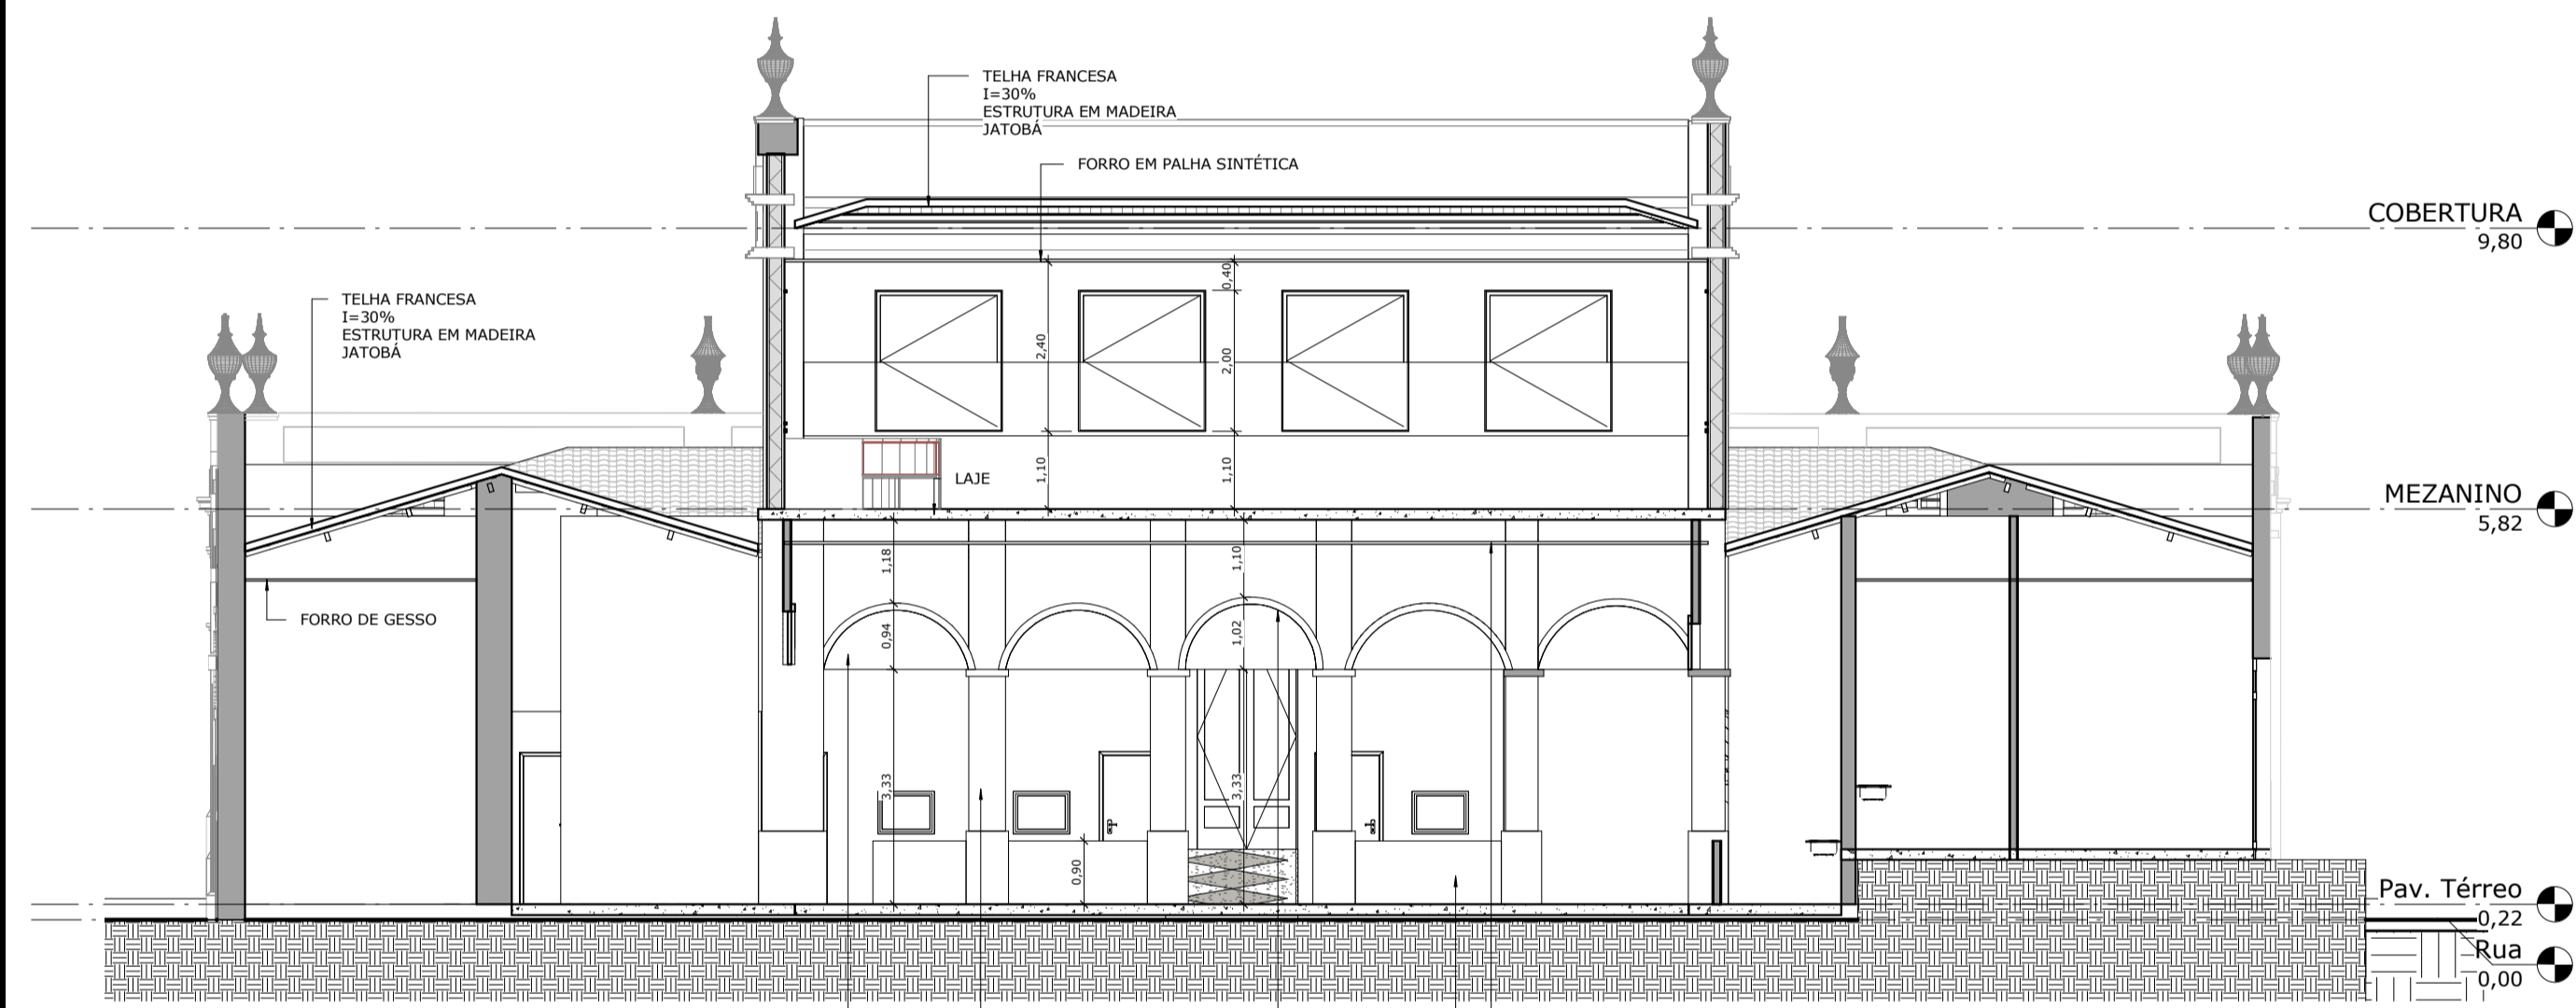 TELHA FRANCESA
I=30%
ESTRUTURA EM MADEIRA
JATOBÁ
FORRO EM PALHA SINTÉTICA
COBERTURA
9,80
TELHA FRANCESA
I=30%
ESTRUTURA EM MADEIRA
JATOBÁ
0,40
2,40
2,00
1,10
1,10
LAJE
MEZANINO
5,82
1,18
1,10
FORRO DE GESSO
0,94
1,02
3,33
3,33
0,90
Pav. Térreo
0,22
Rua
0,00